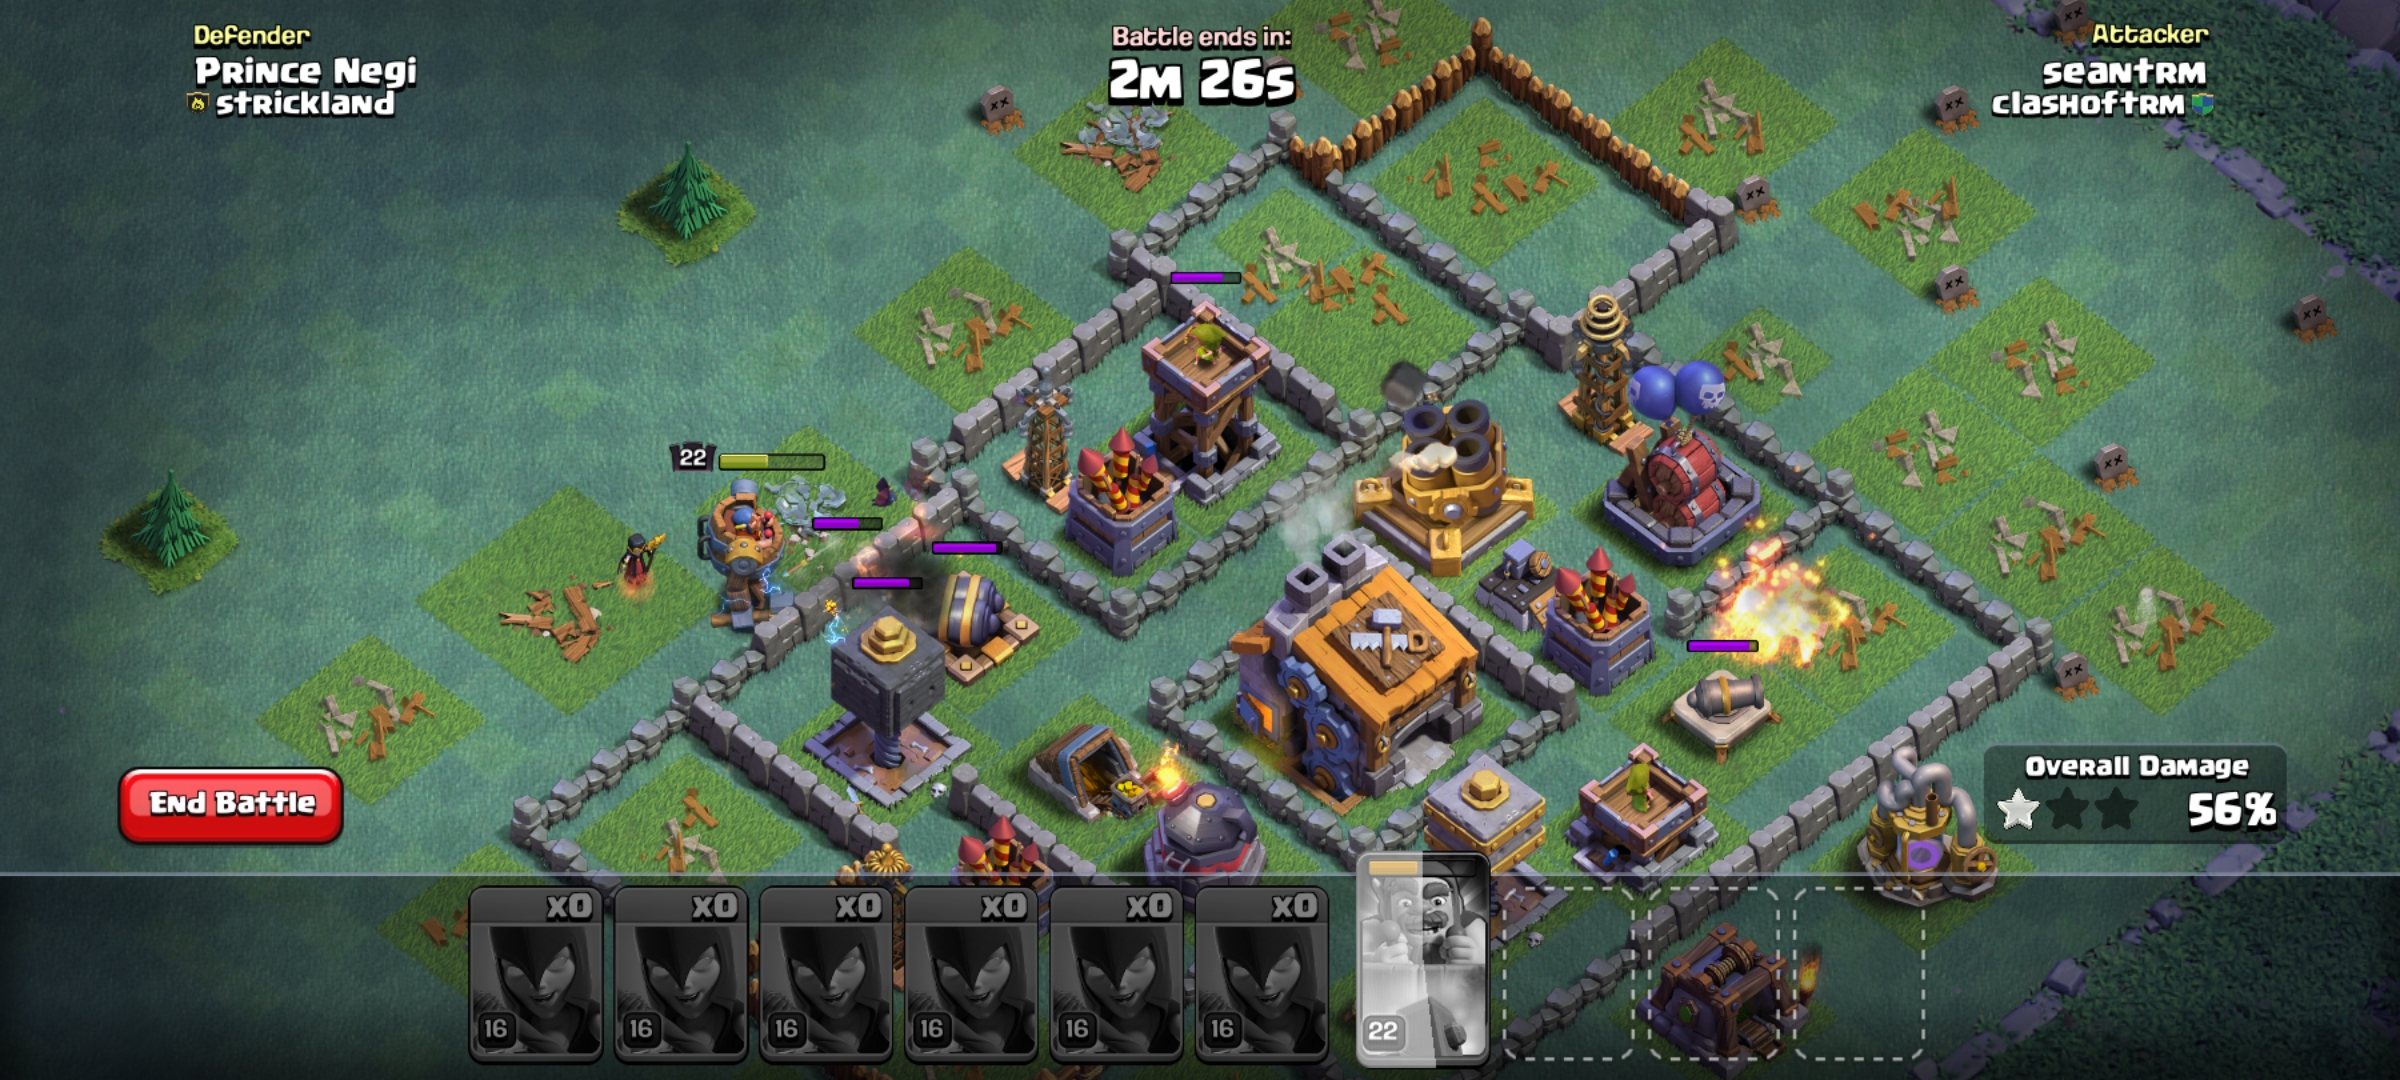 Defender
Prince Negi
strickland
Battle ends in:
2m 26s
Attacker
seantrm
clashoftrm
22
End Battle
Overall Damage
56%
x0
x0
x0
x0
x0
x0
16
16
16
16
16
16
22